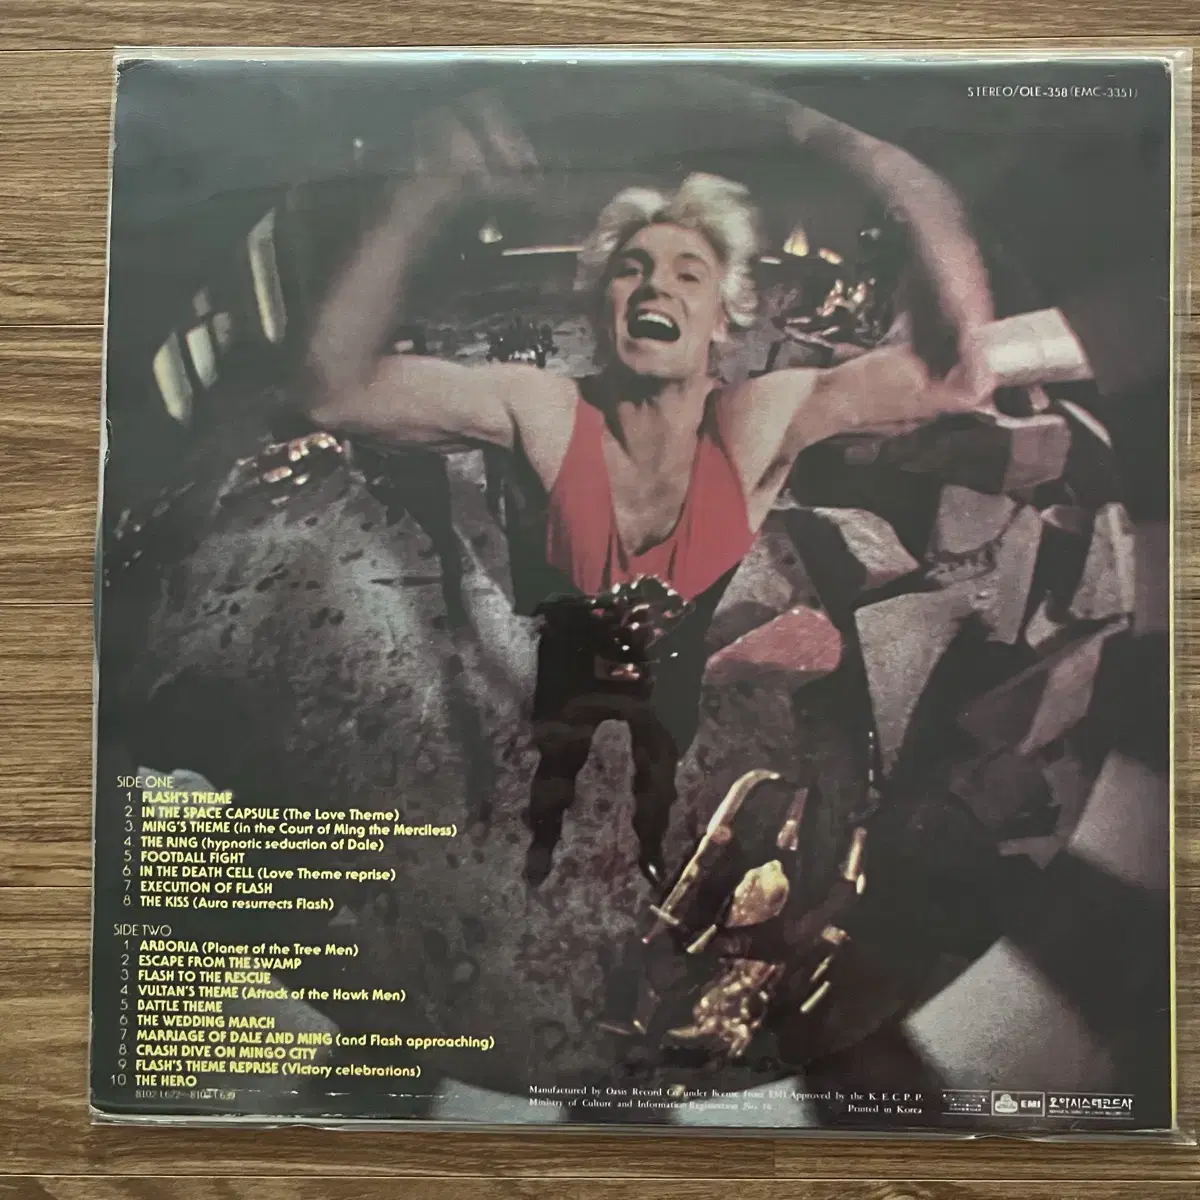 STEREO/OLE-358 (EMC-3351)
SIDE ONE
1. FLASH'S THEME
2. IN THE SPACE CAPSULE (The Love Theme)
3. MING'S THEME (in the Court of Ming the Merciless)
4. THE RING (hypnotic seduction of Dale)
5. FOOTBALL FIGHT
6. IN THE DEATH CELL (Love Theme reprise)
7. EXECUTION OF FLASH
8. THE KISS (Aura resurrects Flash)
SIDE TWO
1. ARBORIA (Planet of the Tree Men)
2. ESCAPE FROM THE SWAMP
3. FLASH TO THE RESCUE
4. VULTAN'S THEME (Attack of the Hawk Men)
5. BATTLE THEME
6. THE WEDDING MARCH
7. MARRIAGE OF DALE AND MING (and Flash approaching)
8. CRASH DIVE ON MINGO CITY
9. FLASH'S THEME REPRISE (Victory celebrations)
10 THE HERO
Manufactured by Oasis Record Co under license from EMI Approved by the K. E. C. P. P.
Ministry of Culture and Information Registration No. 16
Printed in Korea
EMI
오아시스레코드사